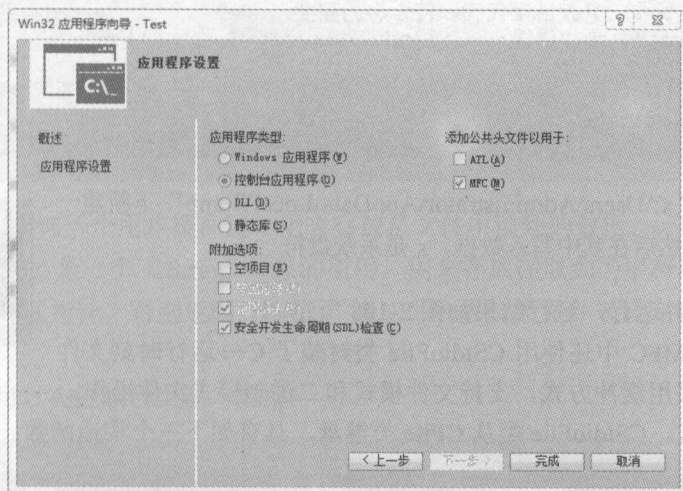 Win32 应用程序向导 - Test
应用程序设置
C:\_
概述
应用程序设置
应用程序类型:
Windows 应用程序(W)
控制台应用程序(O)
DLL(D)
静态库(S)
附加选项:
空项目(E)
安全开发生命周期(SDL)检查(C)
添加公共头文件以用于:
ATL(A)
MFC(M)
<上一步
下一步>
完成
取消